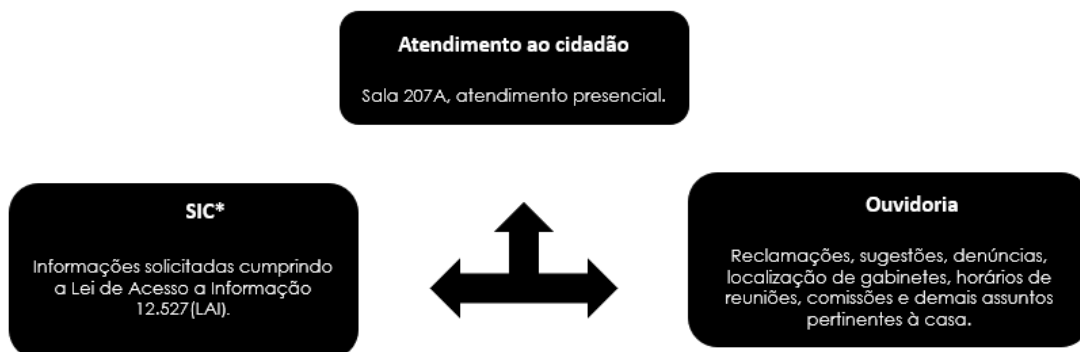 Atendimento ao cidadão
Sala 207A, atendimento presencial.
SIC*
Informações solicitadas cumprindo
a Lei de Acesso a Informação
12.527(LAI).
Ouvidoria
Reclamações, sugestões, denúncias,
localização de gabinetes, horários de
reuniões, comissões e demais assuntos
pertinentes à casa.